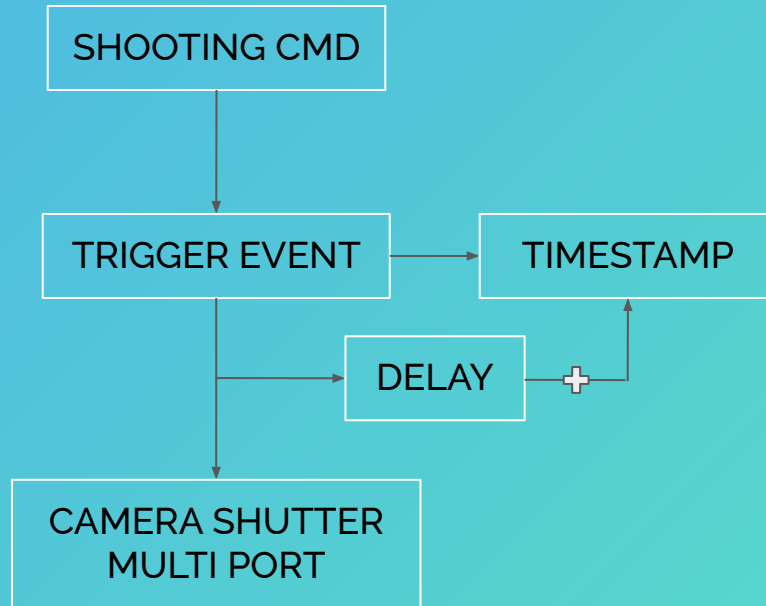 SHOOTING CMD
TRIGGER EVENT
TIMESTAMP
DELAY
CAMERA SHUTTER
MULTI PORT